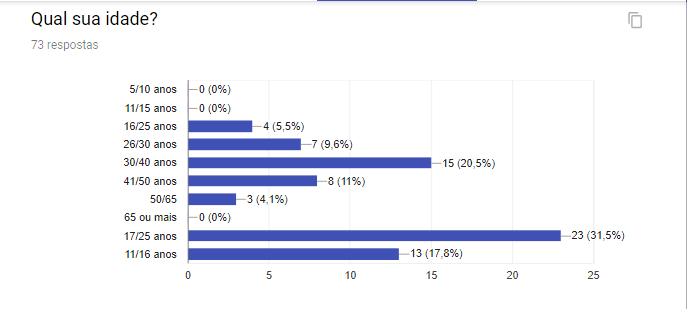 Qual sua idade?
73 respostas
5/10 anos 0 (0%)
11/15 anos 0 (0%)
16/25 anos 4 (5,5%)
26/30 anos 7 (9,6%)
30/40 anos 15 (20,5%)
41/50 anos 8 (11%)
50/65 3 (4,1%)
65 ou mais 0 (0%)
17/25 anos 23 (31,5%)
11/16 anos 13 (17,8%)
0 5 10 15 20 25